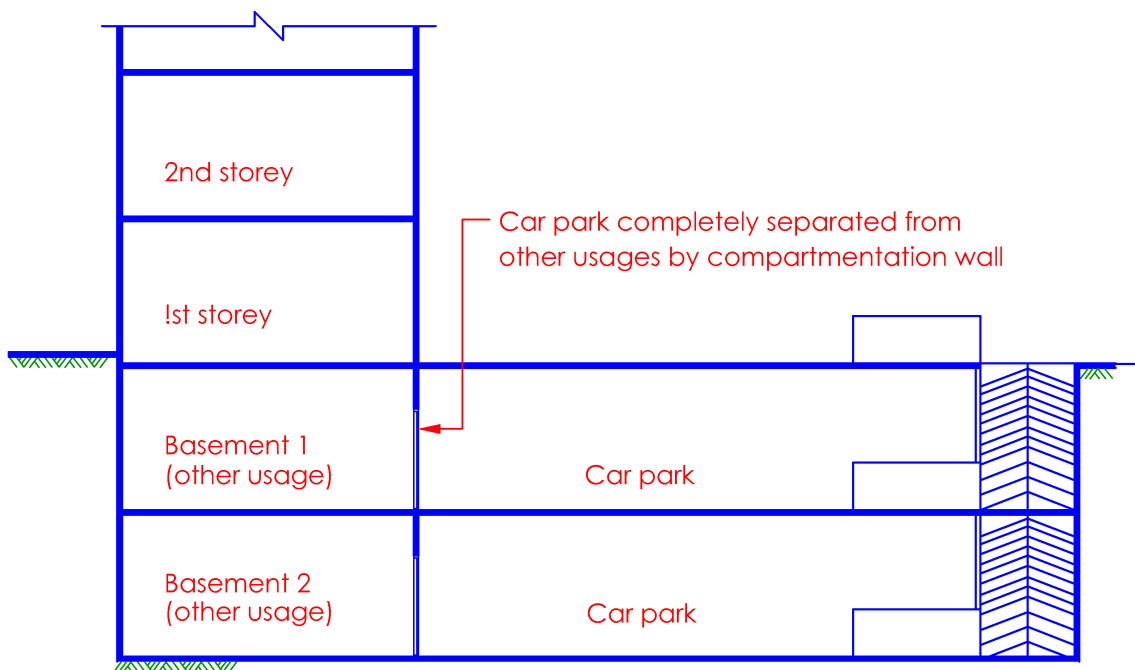 2nd storey
Car park completely separated from
other usages by compartmentation wall
!st storey
Basement 1
(other usage)
Car park
Basement 2
(other usage)
Car park